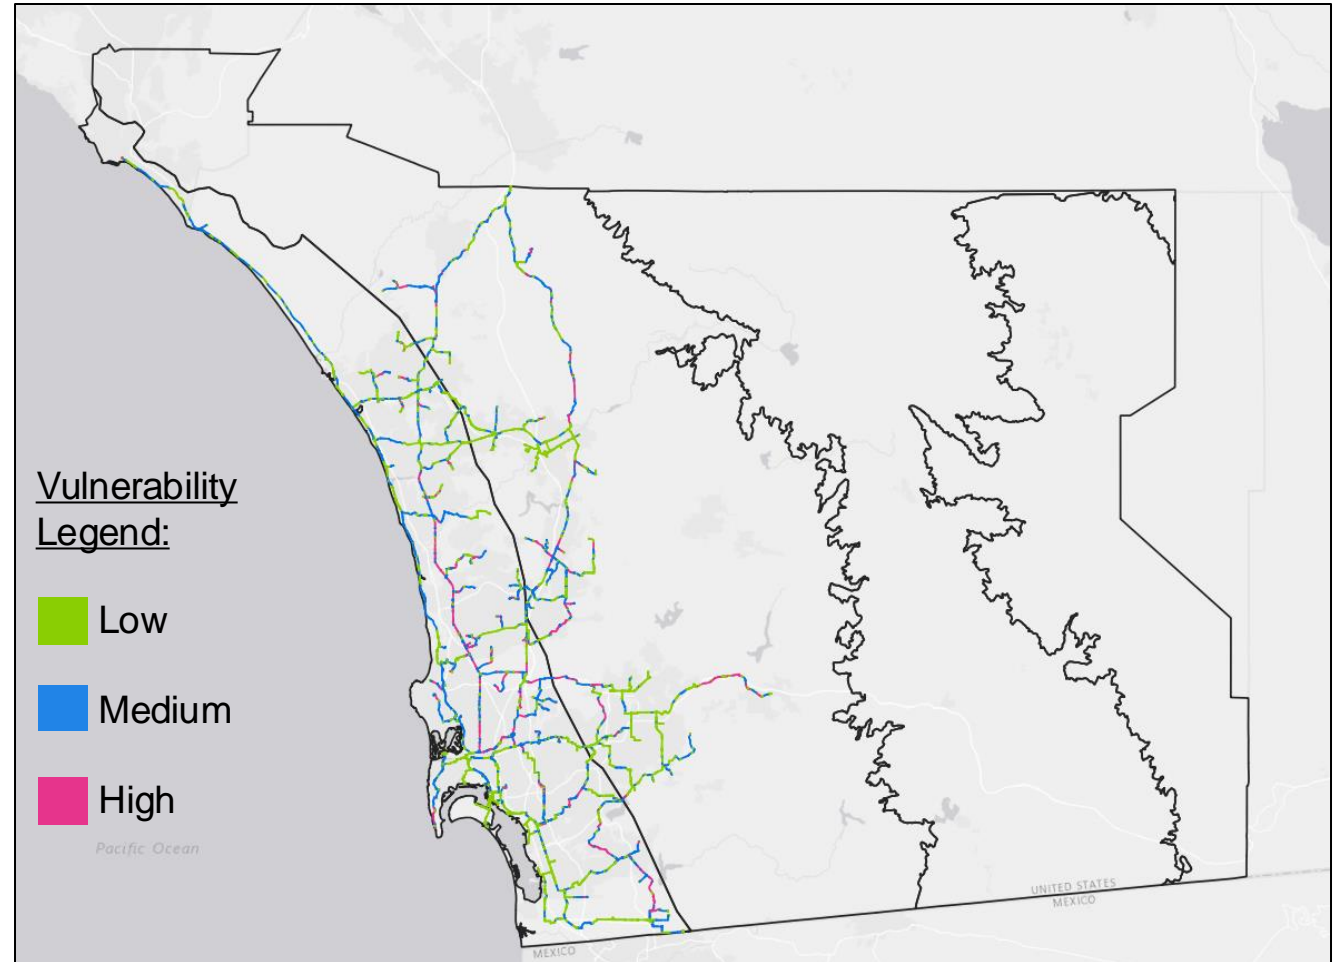 Vulnerability
Legend:
Low
Medium
High
Pacific Ocean
UNITED STATES
MEXICO
MEXICO